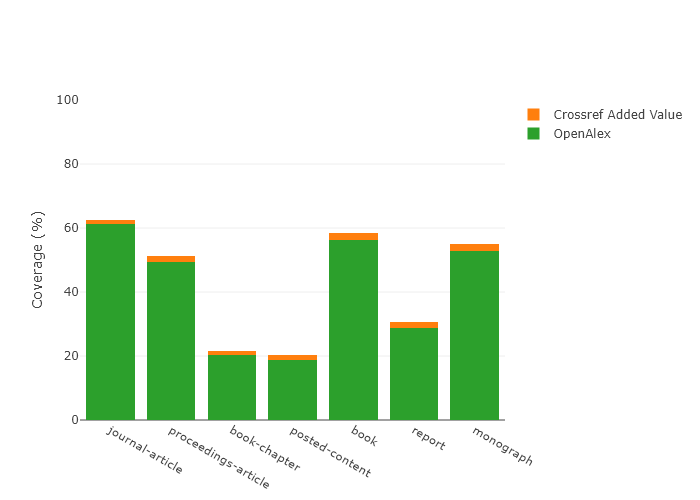 100
80
60
40
20
0
Coverage (%)
journal-article
proceedings-article
book-chapter
posted-content
book
report
monograph
Crossref Added Value
OpenAlex